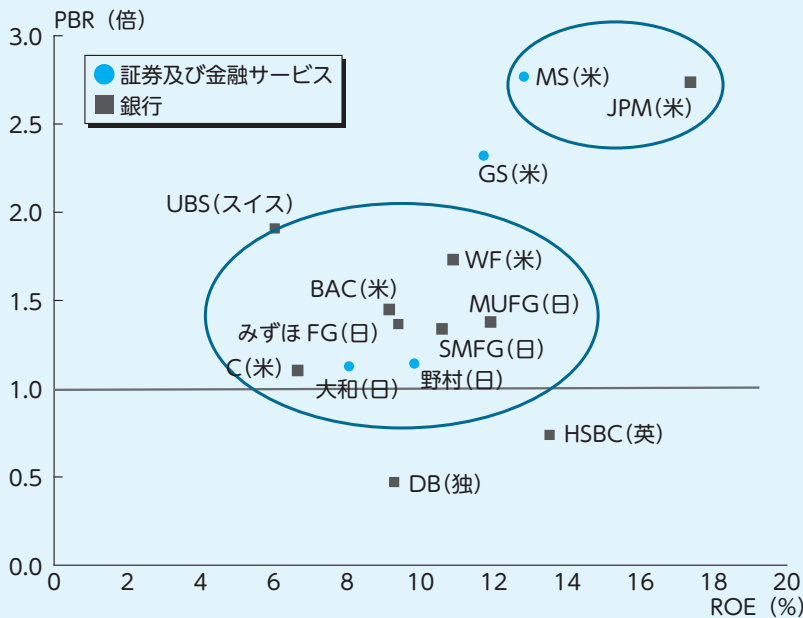 PBR（倍）
3.0
証券及び金融サービス
銀行
MS（米）
JPM（米）
2.5
GS（米）
UBS（スイス）
2.0
WF（米）
BAC（米）
MUFG（日）
1.5
みずほFG（日）
SMFG（日）
C（米）
大和（日）
野村（日）
1.0
HSBC（英）
0.5
DB（独）
0.0
0 2 4 6 8 10 12 14 16 18 20
ROE（%）